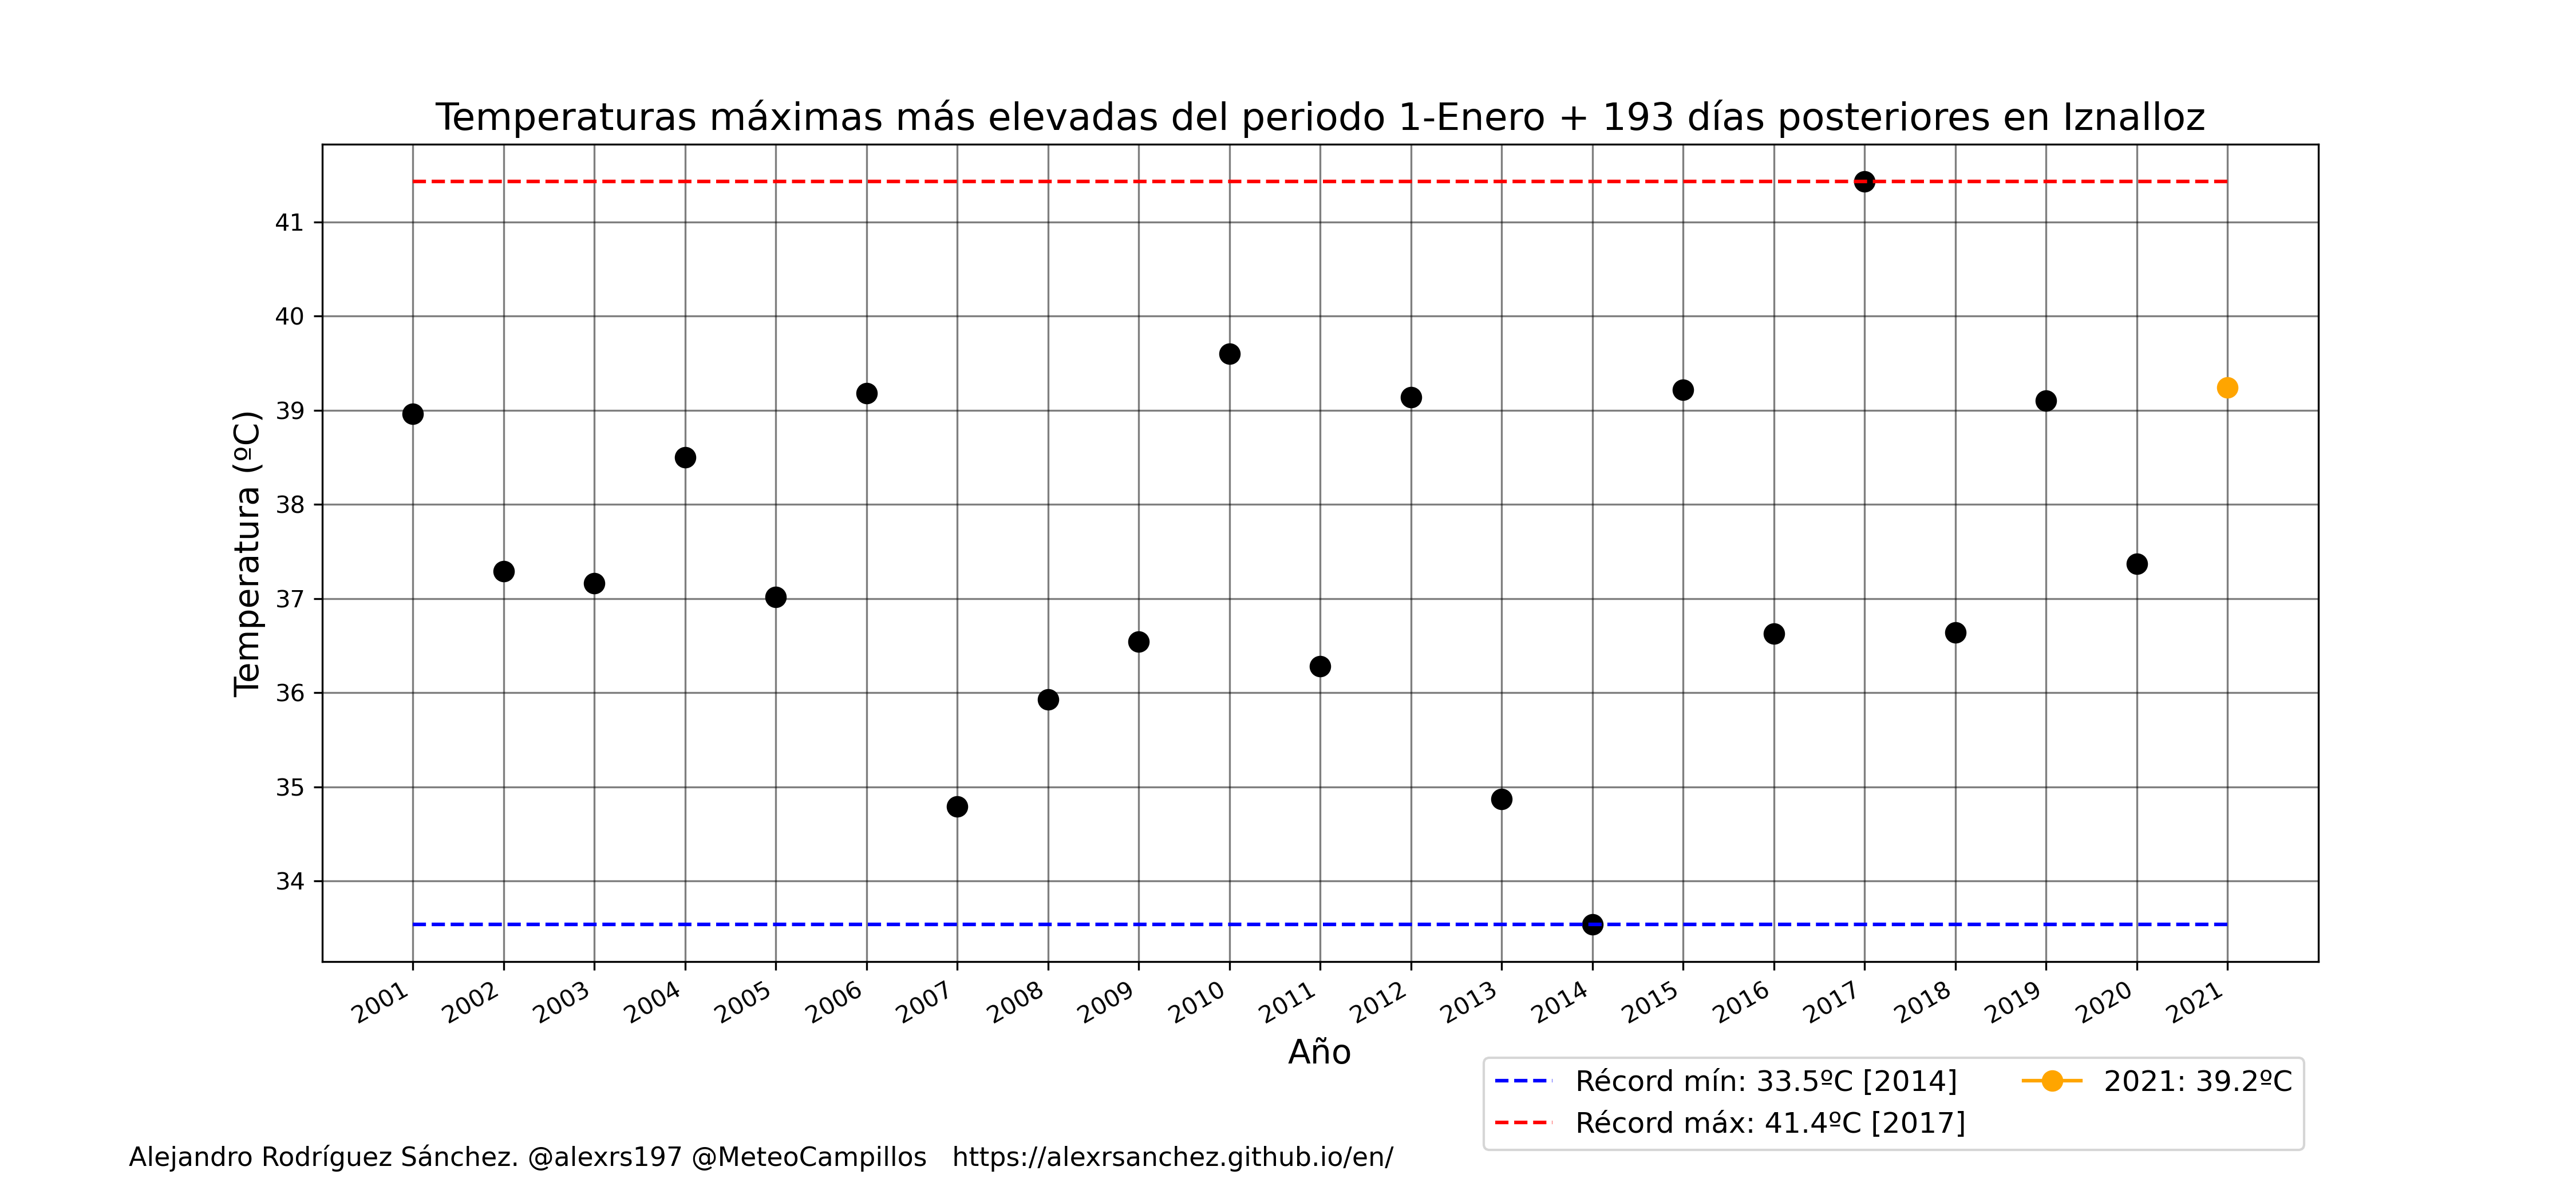 Temperaturas máximas más elevadas del periodo 1-Enero + 193 días posteriores en Iznalloz
Temperatura (ºC)
41
40
39
38
37
36
35
34
2001 2002 2003 2004 2005 2006 2007 2008 2009 2010 2011 2012 2013 2014 2015 2016 2017 2018 2019 2020 2021
Año
Récord mín: 33.5ºC [2014]
Récord máx: 41.4ºC [2017]
2021: 39.2ºC
Alejandro Rodríguez Sánchez. @alexrs197 @MeteoCampillos https://alexrsanchez.github.io/en/